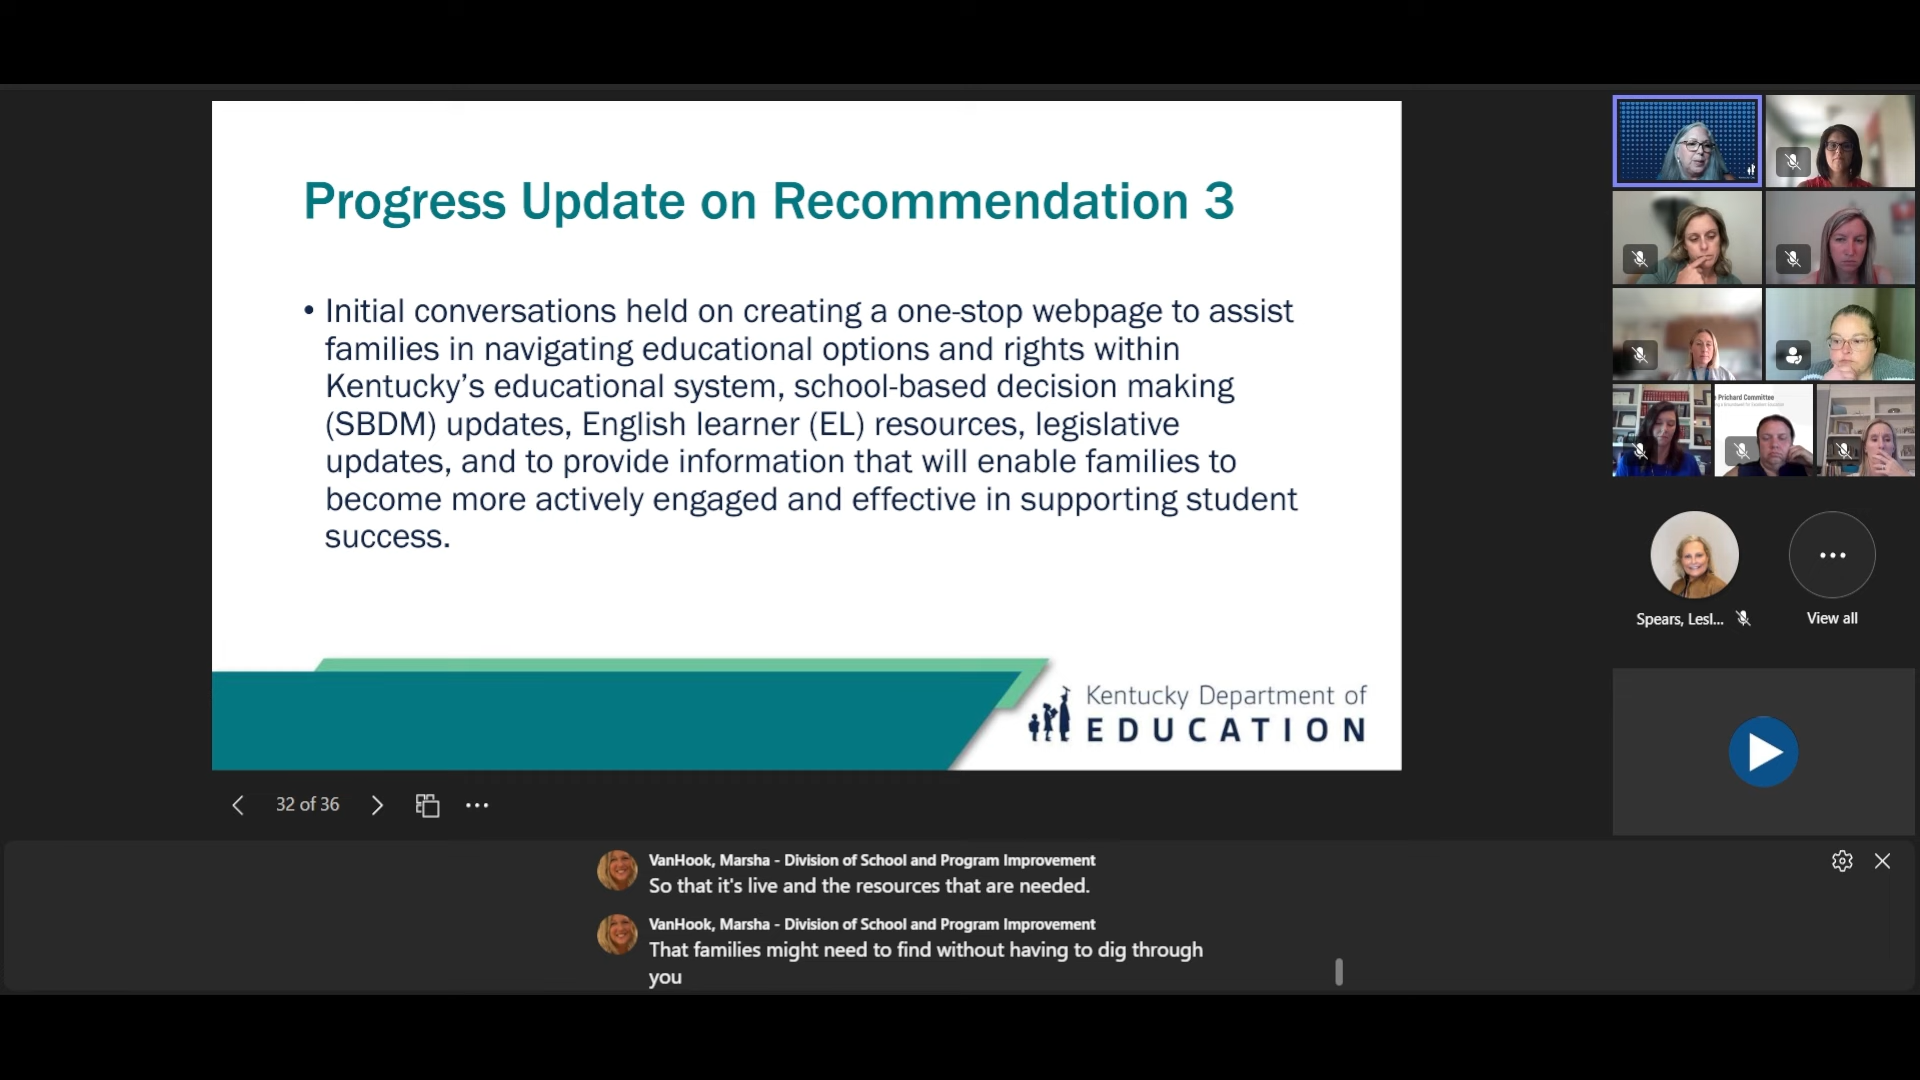 Progress Update on Recommendation 3
• Initial conversations held on creating a one-stop webpage to assist
families in navigating educational options and rights within
Kentucky’s educational system, school-based decision making
(SBDM) updates, English learner (EL) resources, legislative
updates, and to provide information that will enable families to
become more actively engaged and effective in supporting student
success.
Kentucky Department of
EDUCATION
32 of 36
Prichard Committee
Spears, Lesl...
View all
VanHook, Marsha - Division of School and Program Improvement
So that it's live and the resources that are needed.
VanHook, Marsha - Division of School and Program Improvement
That families might need to find without having to dig through
you